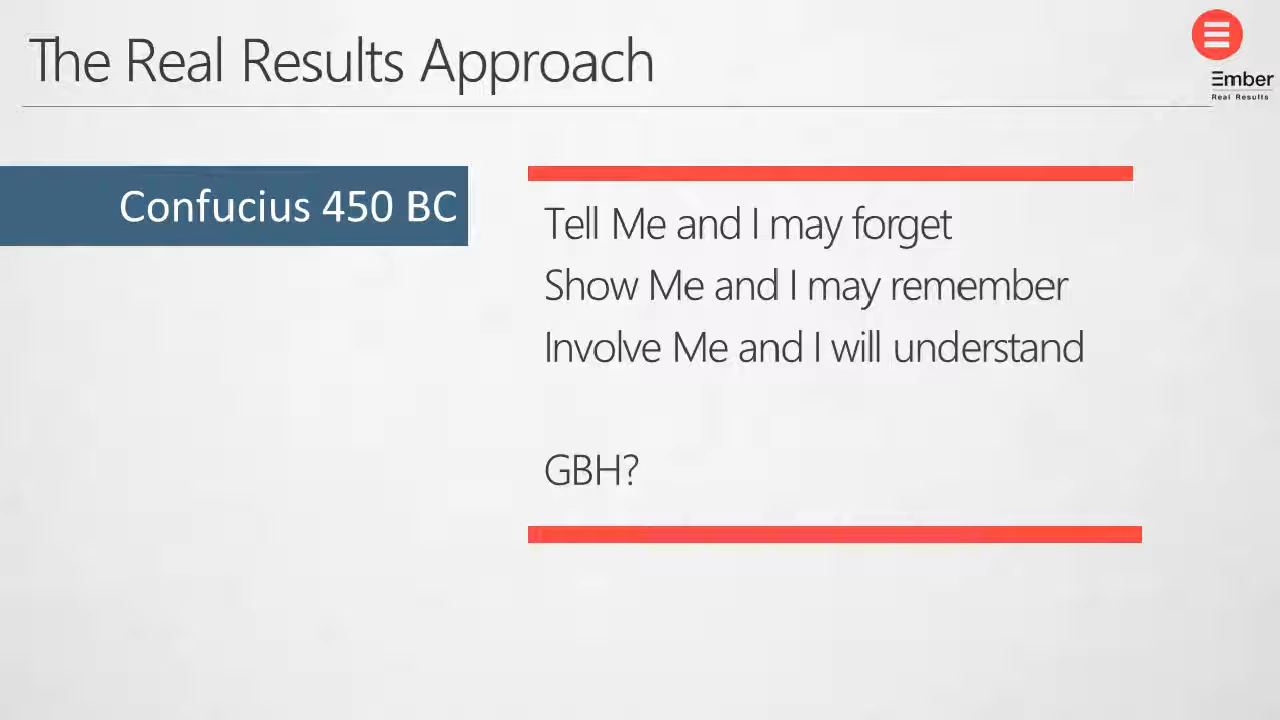 The Real Results Approach
Ember
Real Results
Confucius 450 BC
Tell Me and I may forget
Show Me and I may remember
Involve Me and I will understand
GBH?